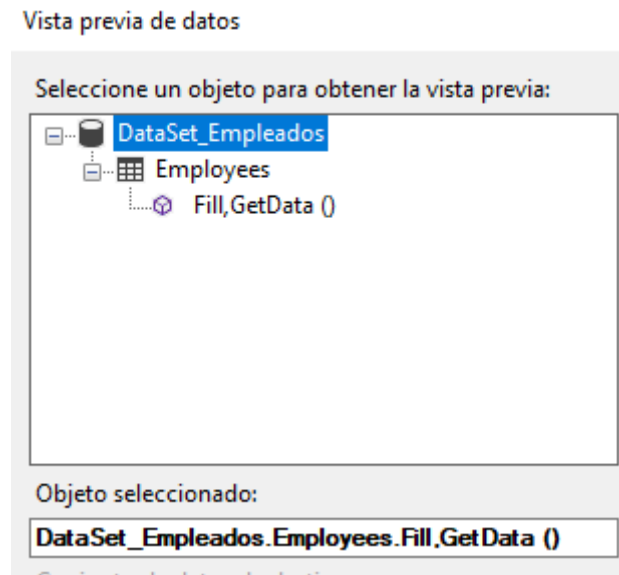 Vista previa de datos
Seleccione un objeto para obtener la vista previa:
DataSet_Empleados
Employees
Fill,GetData ()
Objeto seleccionado:
DataSet_Empleados.Employees.Fill,GetData ()